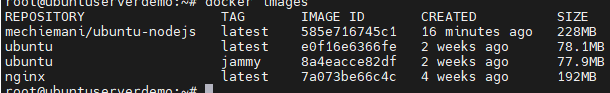 root@ubuntuserverdemo:~# docker images
REPOSITORY TAG IMAGE ID CREATED SIZE
mechiemani/ubuntu-nodejs latest 585e716745c1 16 minutes ago 228MB
ubuntu latest e0f16e6366fe 2 weeks ago 78.1MB
ubuntu jammy 8a4eacce82df 2 weeks ago 77.9MB
nginx latest 7a073be66c4c 4 weeks ago 192MB
root@ubuntuserverdemo:~#